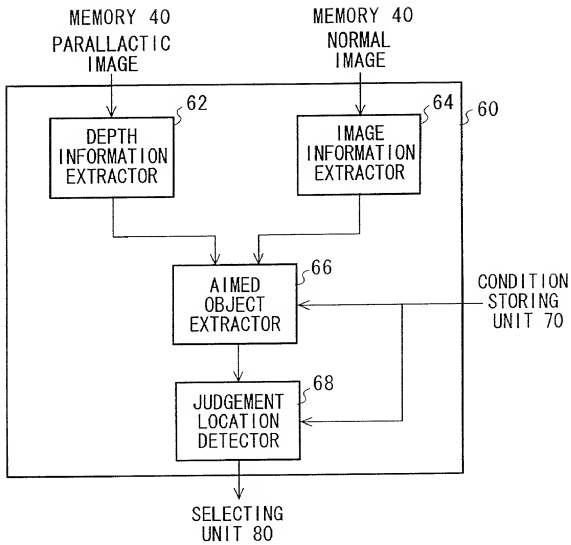 MEMORY 40
PARALLACTIC
IMAGE
MEMORY 40
NORMAL
IMAGE
62
64
60
DEPTH
INFORMATION
EXTRACTOR
IMAGE
INFORMATION
EXTRACTOR
66
AIMED
OBJECT
EXTRACTOR
CONDITION
STORING
UNIT 70
68
JUDGEMENT
LOCATION
DETECTOR
SELECTING
UNIT 80